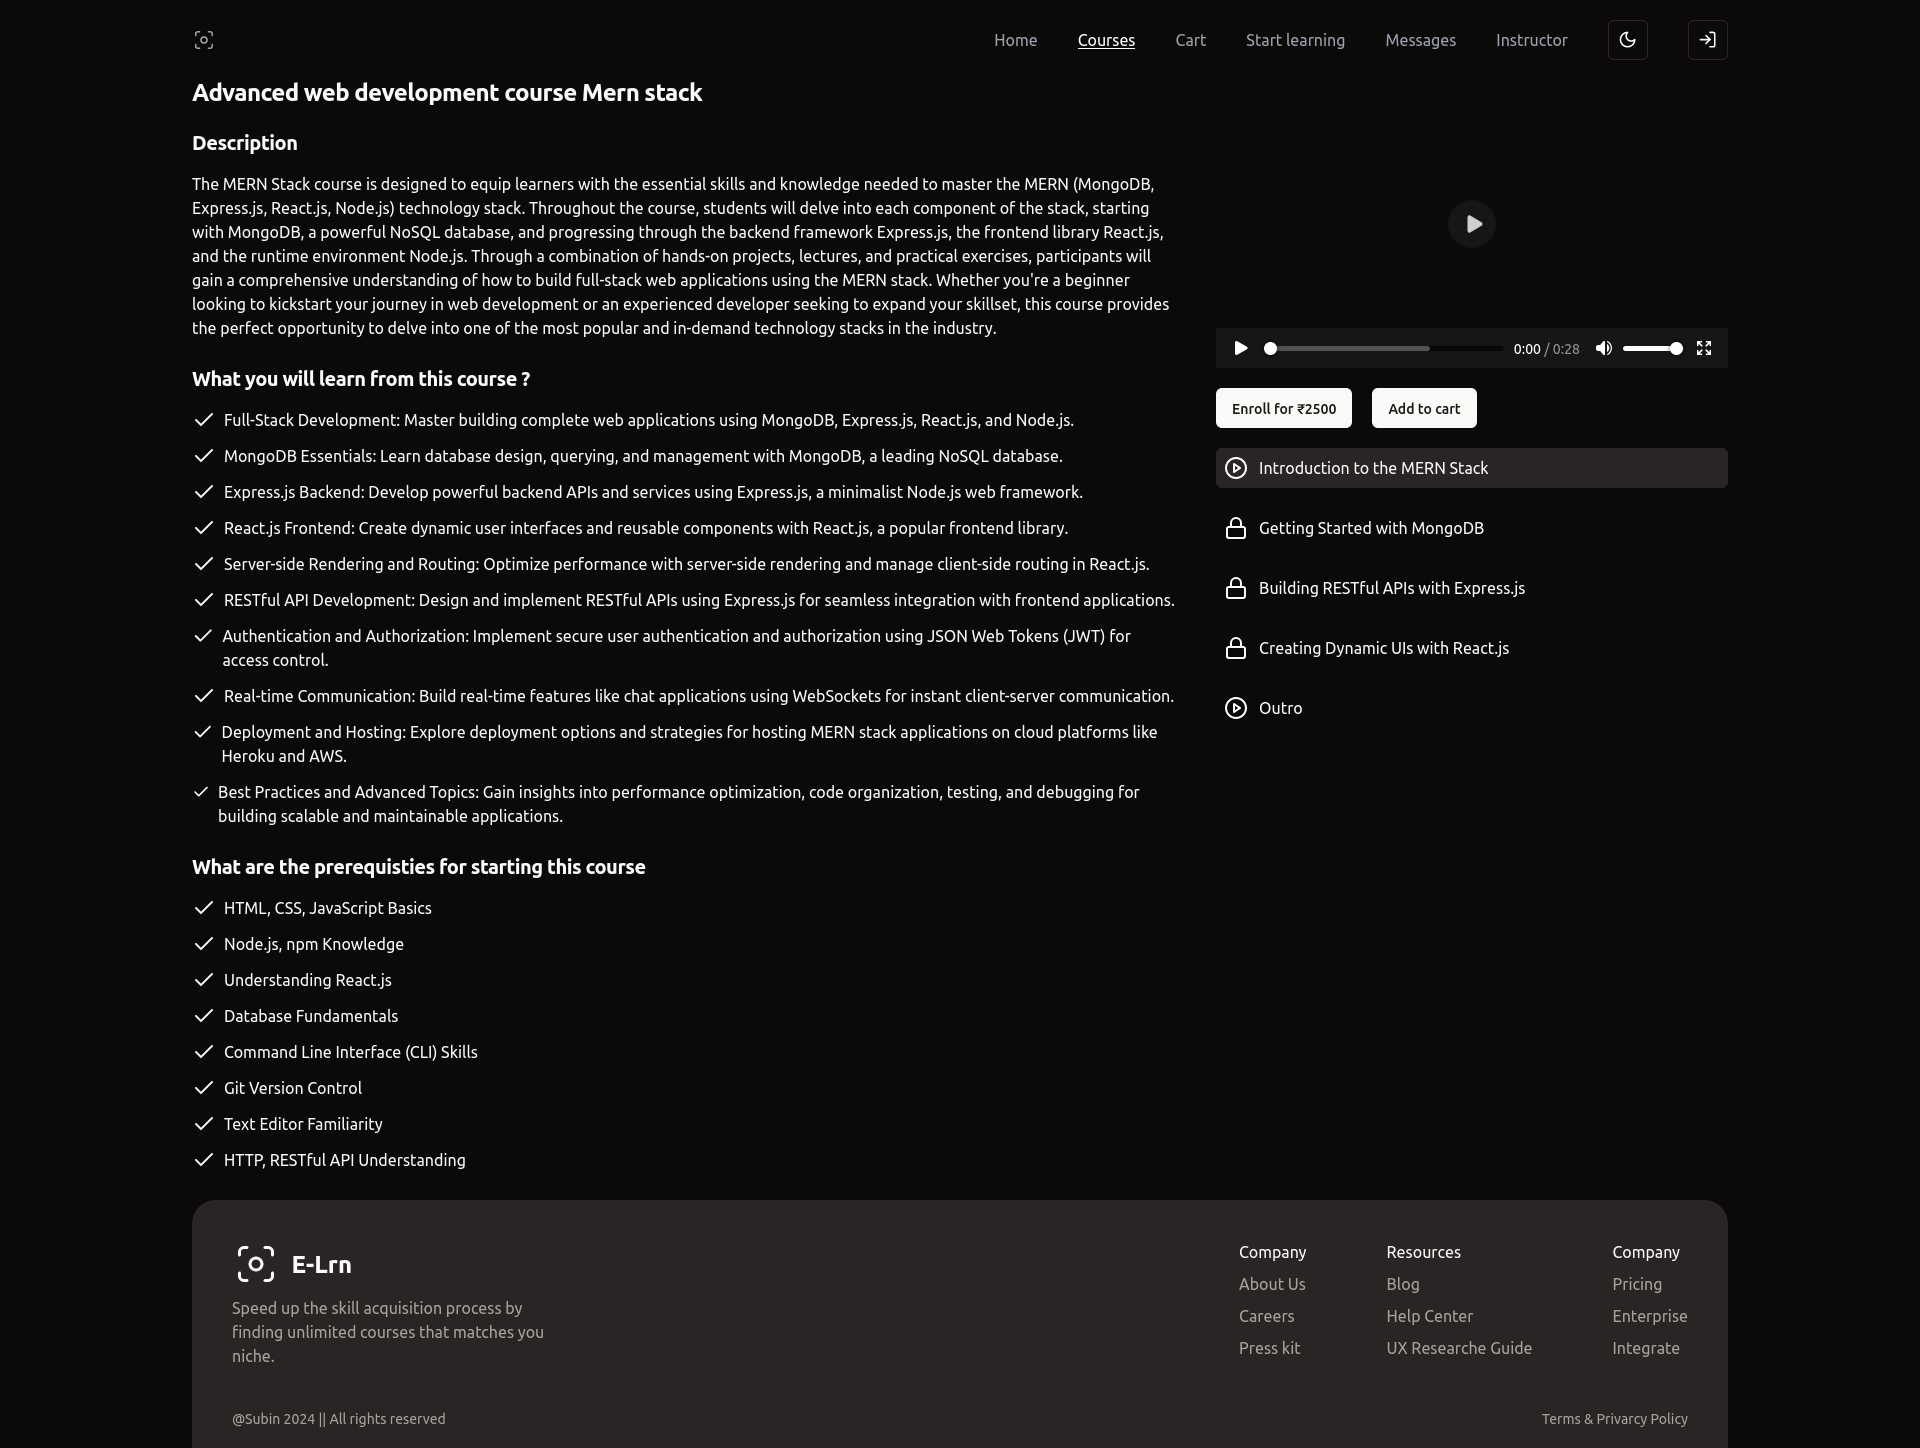 Home Courses Cart Start learning Messages Instructor
Advanced web development course Mern stack
Description
The MERN Stack course is designed to equip learners with the essential skills and knowledge needed to master the MERN (MongoDB,
Express.js, React.js, Node.js) technology stack. Throughout the course, students will delve into each component of the stack, starting
with MongoDB, a powerful NoSQL database, and progressing through the backend framework Express.js, the frontend library React.js,
and the runtime environment Node.js. Through a combination of hands-on projects, lectures, and practical exercises, participants will
gain a comprehensive understanding of how to build full-stack web applications using the MERN stack. Whether you're a beginner
looking to kickstart your journey in web development or an experienced developer seeking to expand your skillset, this course provides
the perfect opportunity to delve into one of the most popular and in-demand technology stacks in the industry.
What you will learn from this course ?
Full-Stack Development: Master building complete web applications using MongoDB, Express.js, React.js, and Node.js.
MongoDB Essentials: Learn database design, querying, and management with MongoDB, a leading NoSQL database.
Express.js Backend: Develop powerful backend APIs and services using Express.js, a minimalist Node.js web framework.
React.js Frontend: Create dynamic user interfaces and reusable components with React.js, a popular frontend library.
Server-side Rendering and Routing: Optimize performance with server-side rendering and manage client-side routing in React.js.
RESTful API Development: Design and implement RESTful APIs using Express.js for seamless integration with frontend applications.
Authentication and Authorization: Implement secure user authentication and authorization using JSON Web Tokens (JWT) for
access control.
Real-time Communication: Build real-time features like chat applications using WebSockets for instant client-server communication.
Deployment and Hosting: Explore deployment options and strategies for hosting MERN stack applications on cloud platforms like
Heroku and AWS.
Best Practices and Advanced Topics: Gain insights into performance optimization, code organization, testing, and debugging for
building scalable and maintainable applications.
What are the prerequisties for starting this course
HTML, CSS, JavaScript Basics
Node.js, npm Knowledge
Understanding React.js
Database Fundamentals
Command Line Interface (CLI) Skills
Git Version Control
Text Editor Familiarity
HTTP, RESTful API Understanding
0:00 / 0:28
Enroll for ₹2500 Add to cart
Introduction to the MERN Stack
Getting Started with MongoDB
Building RESTful APIs with Express.js
Creating Dynamic UIs with React.js
Outro
E-Lrn
Speed up the skill acquisition process by
finding unlimited courses that matches you
niche.
Company
About Us
Careers
Press kit
Resources
Blog
Help Center
UX Researche Guide
Company
Pricing
Enterprise
Integrate
@Subin 2024 || All rights reserved
Terms & Privarcy Policy